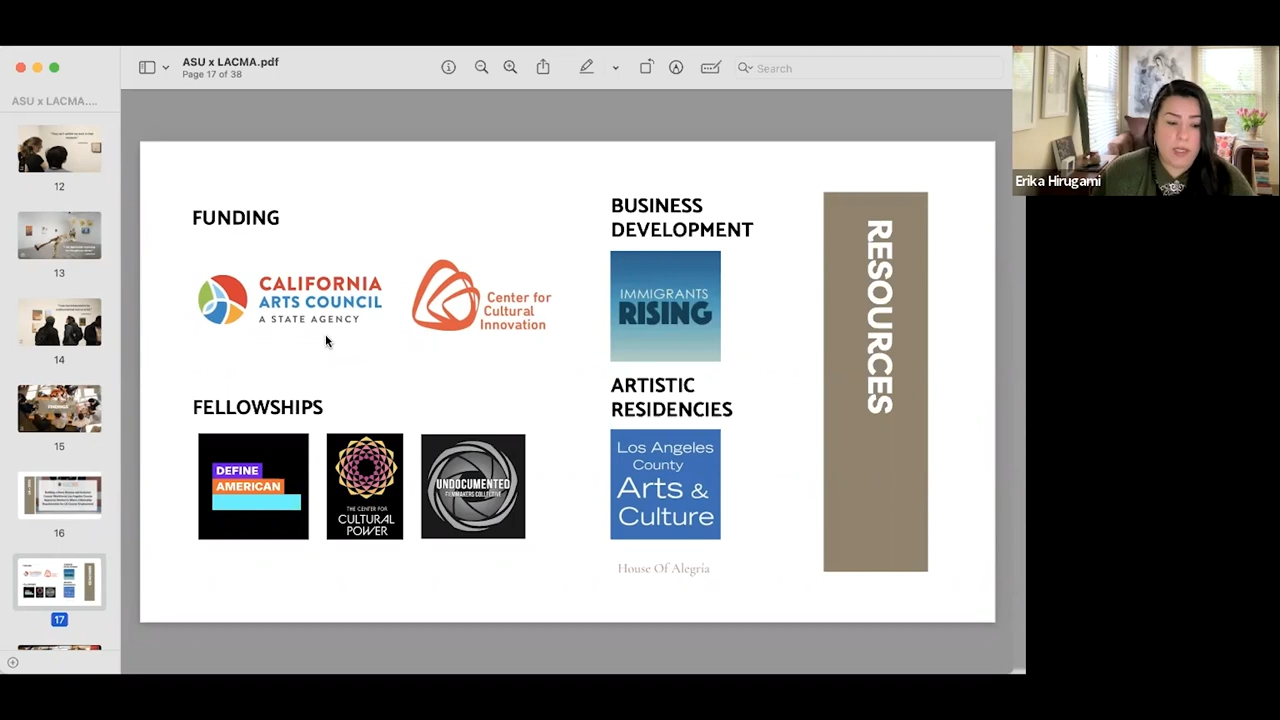 ASU x LACMA.pdf
Page 17 of 38
Search
ASU x LACMA....
12
13
14
15
16
17
FUNDING
CALIFORNIA
ARTS COUNCIL
A STATE AGENCY
Center for
Cultural
Innovation
FELLOWSHIPS
DEFINE
AMERICAN
THE CENTER FOR
CULTURAL
POWER
UNDOCUMENTED
FILMMAKERS COLLECTIVE
BUSINESS
DEVELOPMENT
IMMIGRANTS
RISING
ARTISTIC
RESIDENCIES
Los Angeles
County
Arts &
Culture
House Of Alegría
RESOURCES
Erika Hirugami